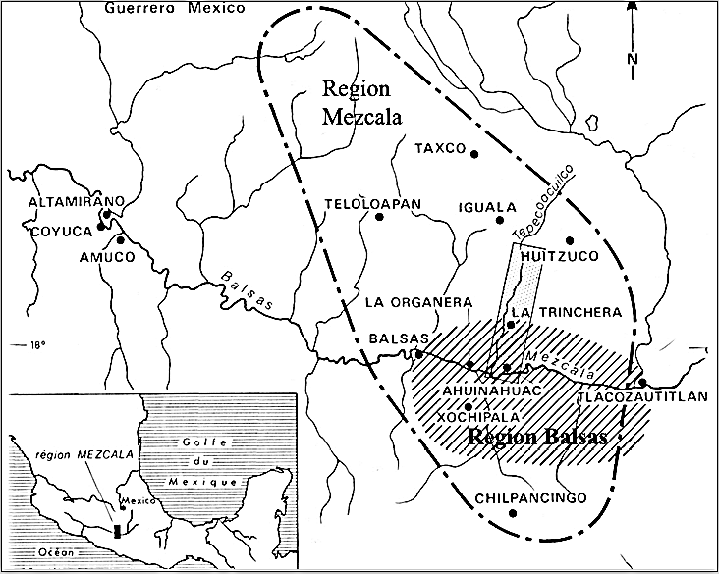 Guerrero Mexico
N
Region
Mezcala
TAXCO
Tepecoacuilco
ALTAMIRANO
TELOLOAPAN
IGUALA
COYUCA
HUITZUCO
AMUCO
Balsas
LA ORGANERA
LA TRINCHERA
18°
BALSAS
Mezcala
AHUINAHUAC
TLACOZAUTITLAN
XOCHIPALA
Region Balsas
CHILPANCINGO
Golfe
du
Mexique
région MEZCALA
Mexico
Océan